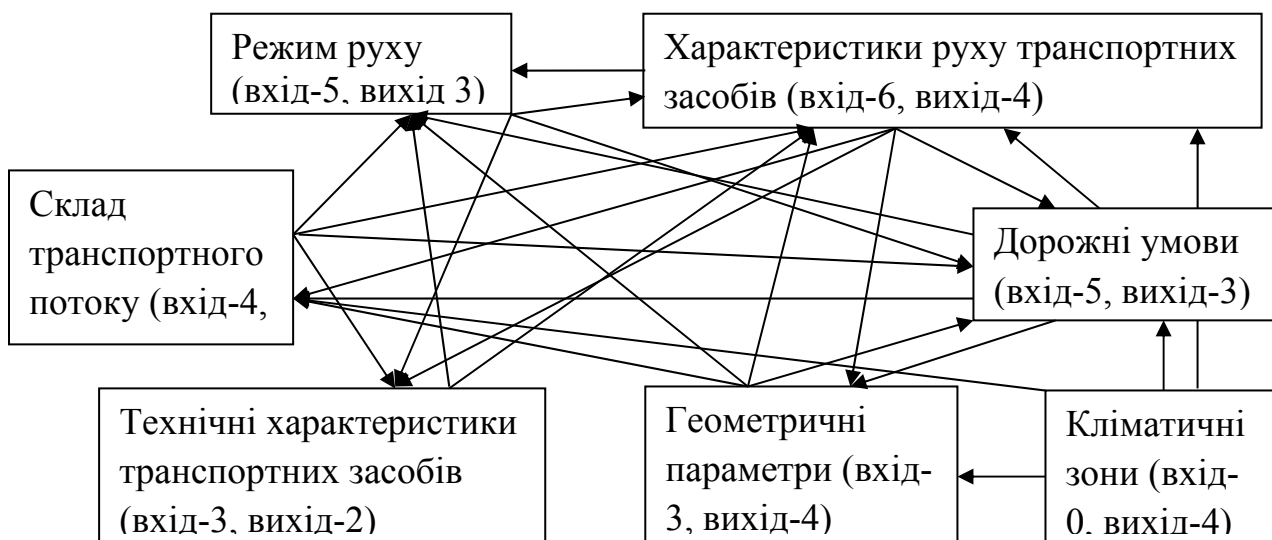 Режим руху
(вхід-5, вихід 3)
Характеристики руху транспортних
засобів (вхід-6, вихід-4)
Склад
транспортного
потоку (вхід-4,
Дорожні умови
(вхід-5, вихід-3)
Технічні характеристики
транспортних засобів
(вхід-3, вихід-2)
Геометричні
параметри (вхід-
3, вихід-4)
Кліматичні
зони (вхід-
0, вихід-4)